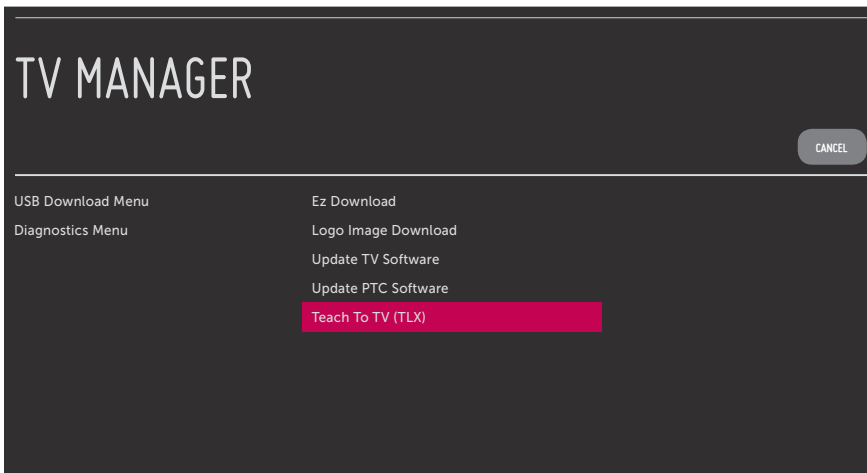 TV MANAGER
CANCEL
USB Download Menu
Diagnostics Menu
Ez Download
Logo Image Download
Update TV Software
Update PTC Software
Teach To TV (TLX)